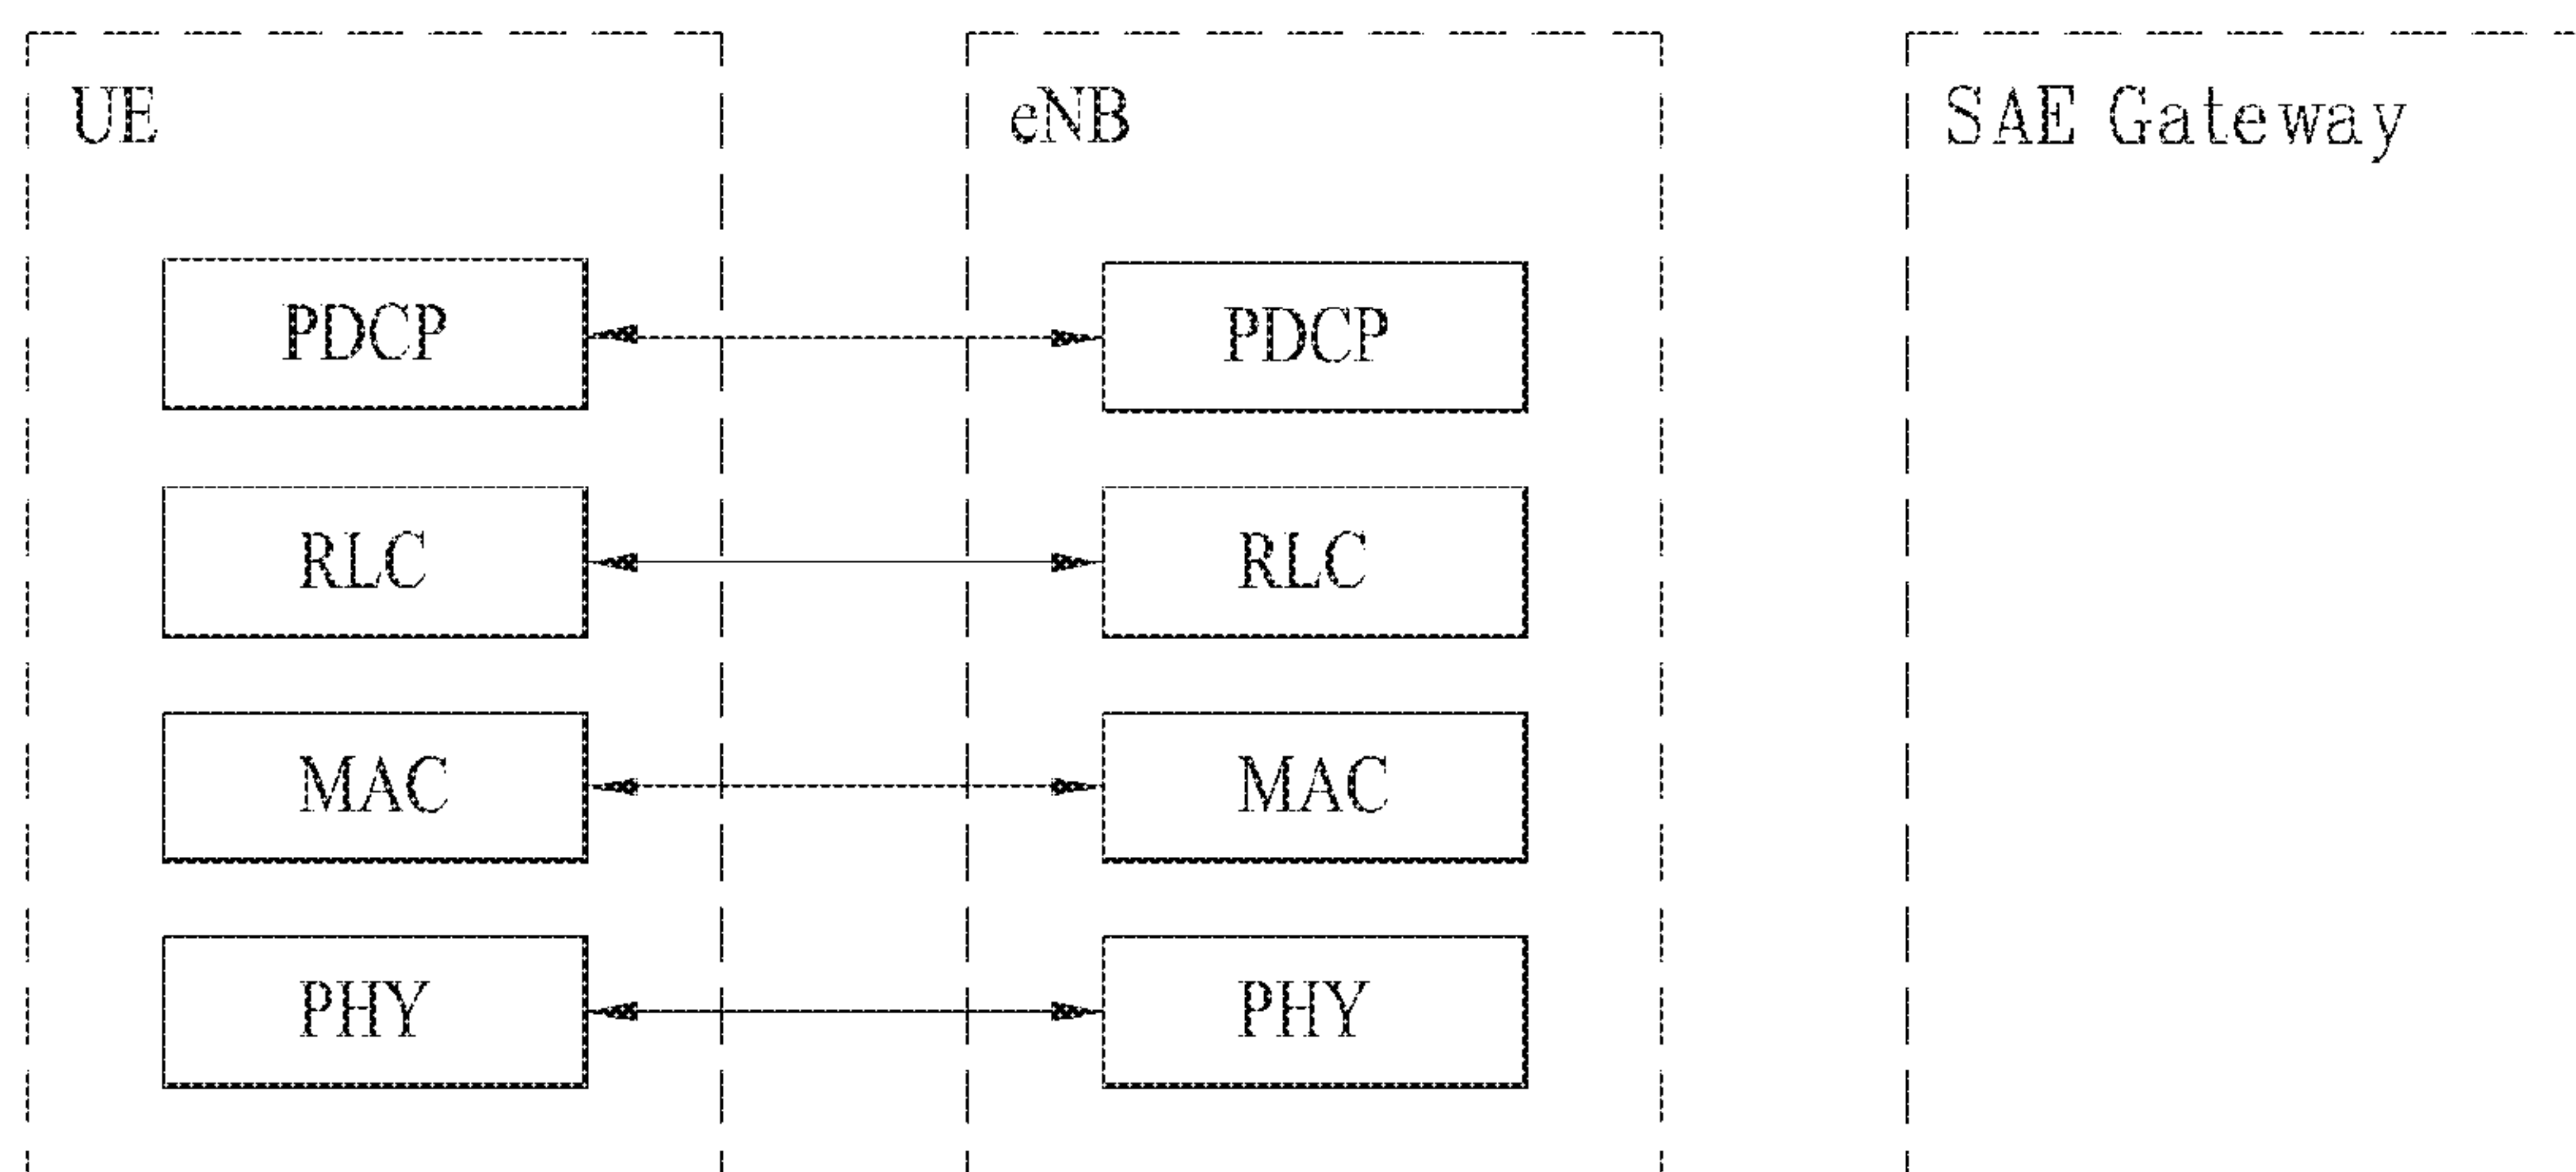 UE
eNB
SAE Gateway
PDCP
PDCP
RLC
RLC
MAC
MAC
PHY
PHY